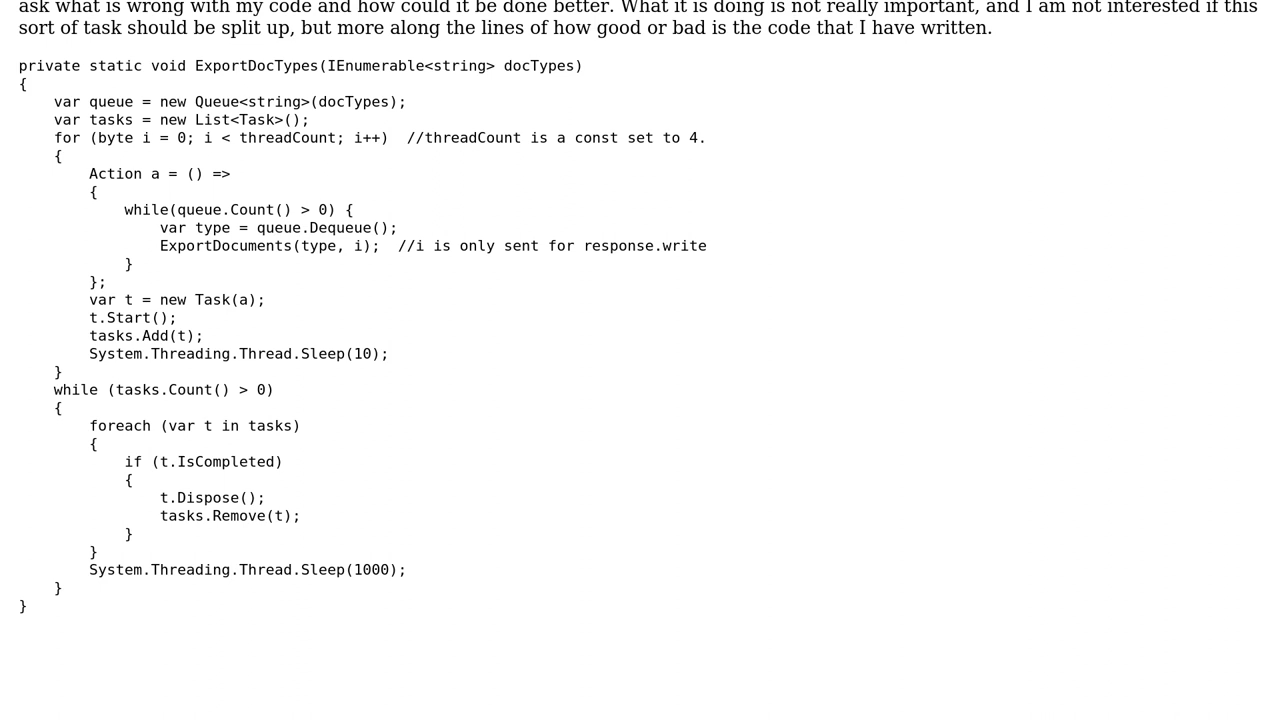 ask what is wrong with my code and how could it be done better. What it is doing is not really important, and I am not interested if this
sort of task should be split up, but more along the lines of how good or bad is the code that I have written.
private static void ExportDocTypes(IEnumerable<string> docTypes)
{
    var queue = new Queue<string>(docTypes);
    var tasks = new List<Task>();
    for (byte i = 0; i < threadCount; i++)  //threadCount is a const set to 4.
    {
        Action a = () =>
        {
            while(queue.Count() > 0) {
                var type = queue.Dequeue();
                ExportDocuments(type, i);  //i is only sent for response.write
            }
        };
        var t = new Task(a);
        t.Start();
        tasks.Add(t);
        System.Threading.Thread.Sleep(10);
    }
    while (tasks.Count() > 0)
    {
        foreach (var t in tasks)
        {
            if (t.IsCompleted)
            {
                t.Dispose();
                tasks.Remove(t);
            }
        }
        System.Threading.Thread.Sleep(1000);
    }
}